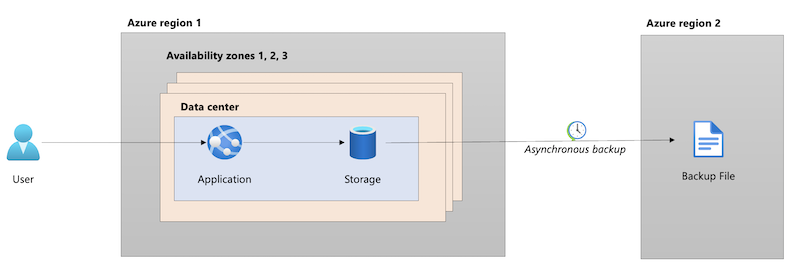 Azure region 1
Azure region 2
Availability zones 1, 2, 3
Data center
User
Application
Storage
Asynchronous backup
Backup File